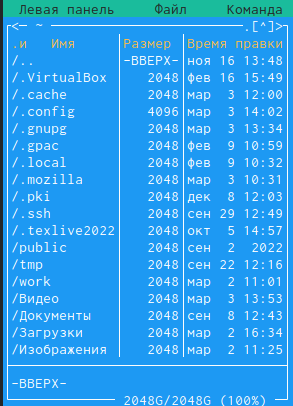 Левая панель Файл Команда
<─ ~ .[^]>
.и Имя Размер Время правки
/.. -ВВЕРХ- ноя 16 13:48
/.VirtualBox 2048 фев 16 15:49
/.cache 2048 мар 3 12:00
/.config 4096 мар 3 14:02
/.gnupg 2048 мар 3 13:34
/.gpac 2048 фев 9 10:59
/.local 2048 фев 9 10:32
/.mozilla 2048 мар 3 10:31
/.pki 2048 дек 8 12:03
/.ssh 2048 сен 29 12:49
/.texlive2022 2048 окт 5 14:57
/public 2048 сен 2 2022
/tmp 2048 сен 22 12:16
/work 2048 мар 2 11:01
/Видео 2048 мар 3 13:53
/Документы 2048 сен 8 12:43
/Загрузки 2048 мар 2 16:34
/Изображения 2048 мар 2 11:25
-ВВЕРХ-
2048G/2048G (100%)